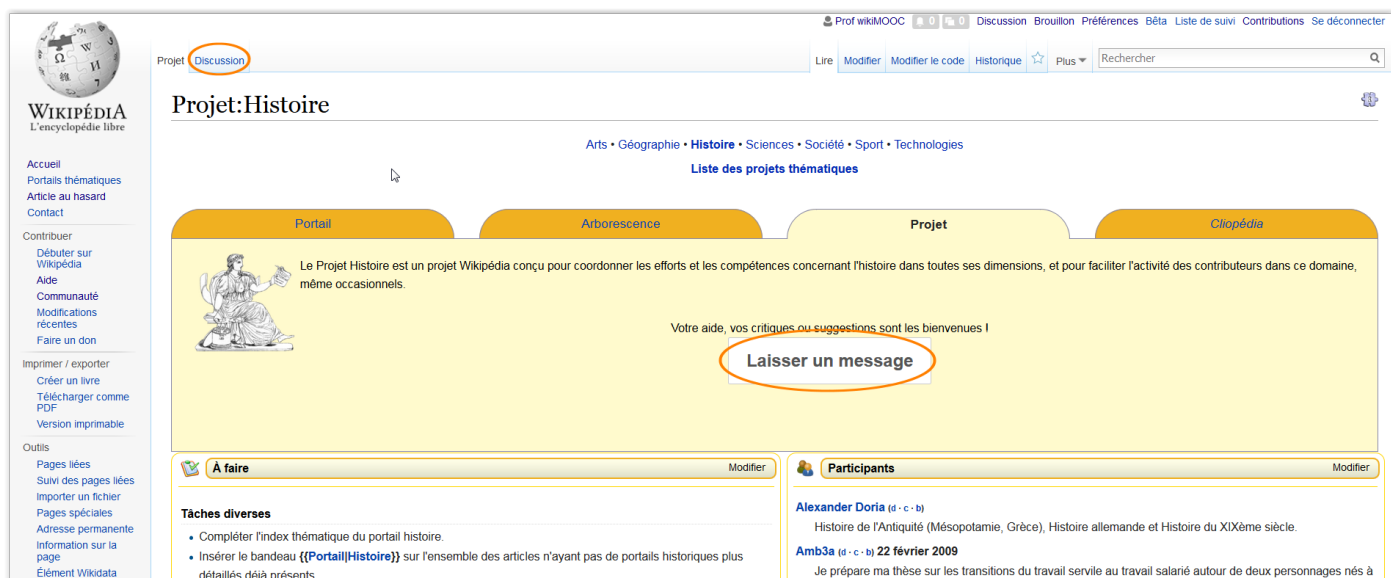 Prof wikiMOOC 0 0 Discussion Brouillon Préférences Bêta Liste de suivi Contributions Se déconnecter
Projet Discussion Lire Modifier Modifier le code Historique Plus Rechercher
WIKIPÉDIA
L'encyclopédie libre
Projet:Histoire
Arts • Géographie • Histoire • Sciences • Société • Sport • Technologies
Liste des projets thématiques
Accueil
Portails thématiques
Article au hasard
Contact
Contribuer
Débuter sur
Wikipédia
Aide
Communauté
Modifications
récentes
Faire un don
Imprimer / exporter
Créer un livre
Télécharger comme
PDF
Version imprimable
Outils
Pages liées
Suivi des pages liées
Importer un fichier
Pages spéciales
Adresse permanente
Information sur la
page
Élément Wikidata
Portail Arborescence Projet Cliopédia
Le Projet Histoire est un projet Wikipédia conçu pour coordonner les efforts et les compétences concernant l'histoire dans toutes ses dimensions, et pour faciliter l'activité des contributeurs dans ce domaine,
même occasionnels.
Votre aide, vos critiques ou suggestions sont les bienvenues !
Laisser un message
À faire Modifier
Tâches diverses
• Compléter l'index thématique du portail histoire.
• Insérer le bandeau {{Portail|Histoire}} sur l'ensemble des articles n'ayant pas de portails historiques plus
détaillés déjà présents.
Participants Modifier
Alexander Doria (d · c · b)
Histoire de l'Antiquité (Mésopotamie, Grèce), Histoire allemande et Histoire du XIXème siècle.
Amb3a (d · c · b) 22 février 2009
Je prépare ma thèse sur les transitions du travail servile au travail salarié autour de deux personnages nés à